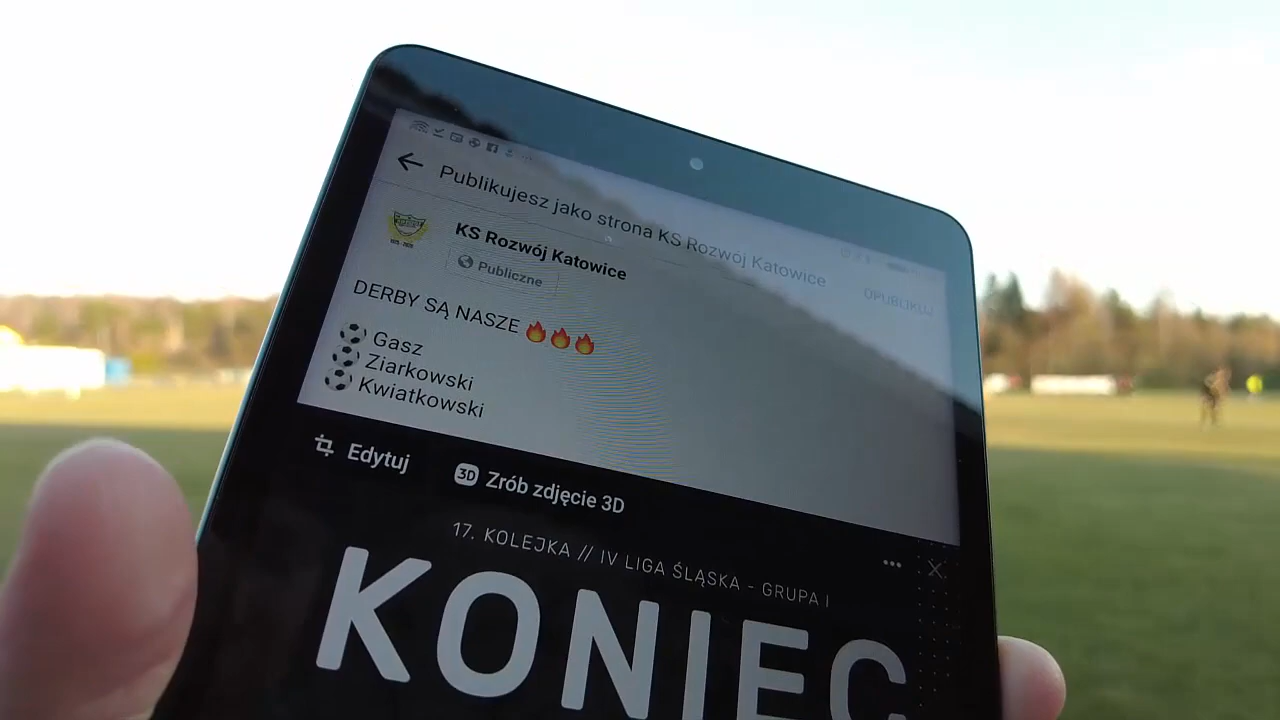 Publikujesz jako strona KS Rozwój Katowice
OPUBLIKUJ
KS Rozwój Katowice
Publiczne
DERBY SĄ NASZE 🔥🔥🔥
⚽ Gasz
⚽ Ziarkowski
⚽ Kwiatkowski
Edytuj
3D Zrób zdjęcie 3D
17. KOLEJKA // IV LIGA ŚLĄSKA - GRUPA I
KONIEC